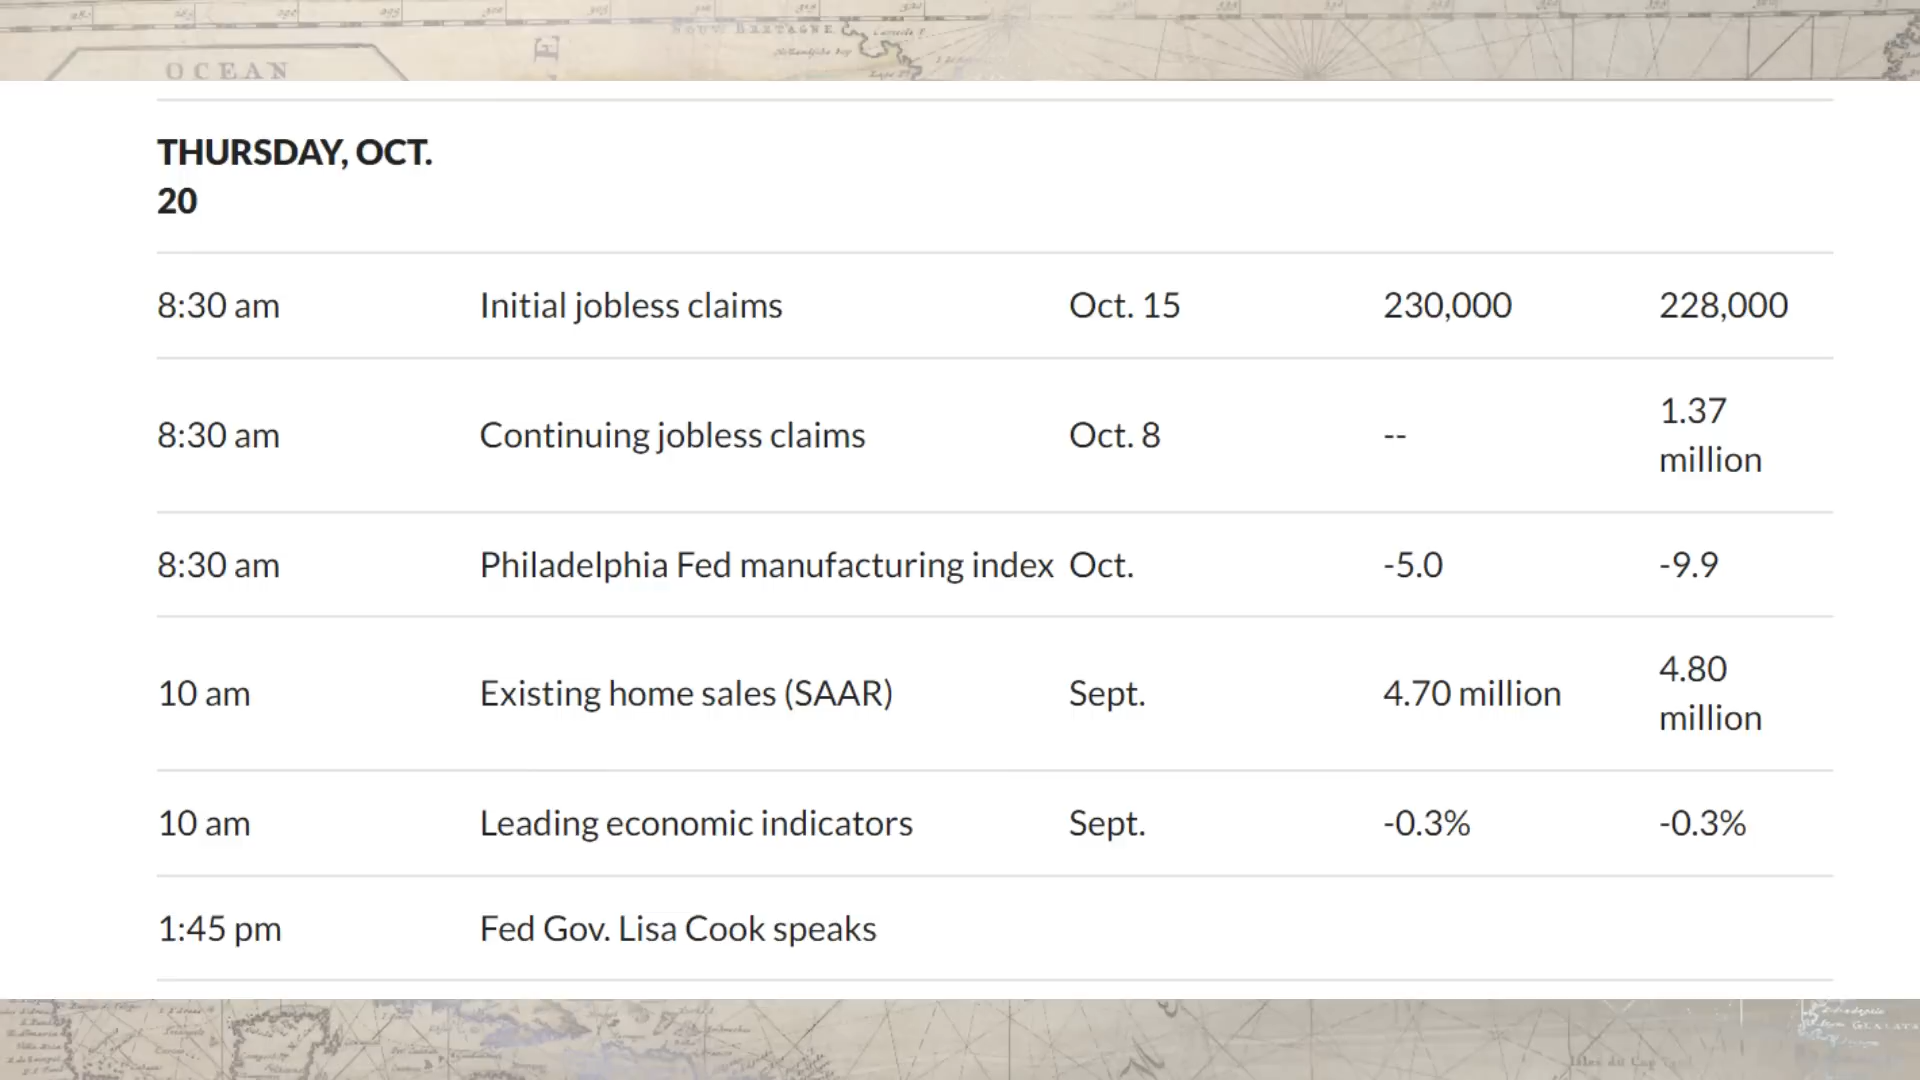 NOUV. BRETAGNE
OCEAN
THURSDAY, OCT.
20
8:30 am Initial jobless claims Oct. 15 230,000 228,000
8:30 am Continuing jobless claims Oct. 8 -- 1.37
million
8:30 am Philadelphia Fed manufacturing index Oct. -5.0 -9.9
10 am Existing home sales (SAAR) Sept. 4.70 million 4.80
million
10 am Leading economic indicators Sept. -0.3% -0.3%
1:45 pm Fed Gov. Lisa Cook speaks